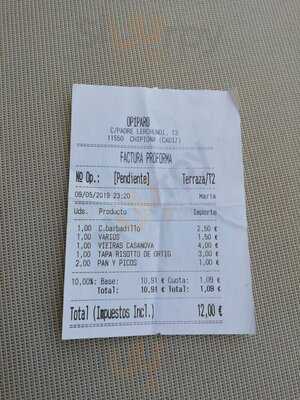 OPIPARO
C/PADRE LERCHUNDI, 13
11550 CHIPIONA (CADIZ)
FACTURA PROFORMA
NO Op.: [Pendiente] Terraza/T2
09/05/2019 23:20 Maria
Uds. Producto Importe
1,00 C.barbadillo 2,50 €
1,00 VARIOS 1,50 €
1,00 VIEIRAS CASANOVA 4,00 €
1,00 TAPA RISOTTO DE ORTIG 3,00 €
2,00 PAN Y PICOS 1,00 €
10,00%: Base: 10,91 € Cuota: 1,09 €
Total: 10,91 € Total: 1,09 €
Total (Impuestos Incl.) 12,00 €